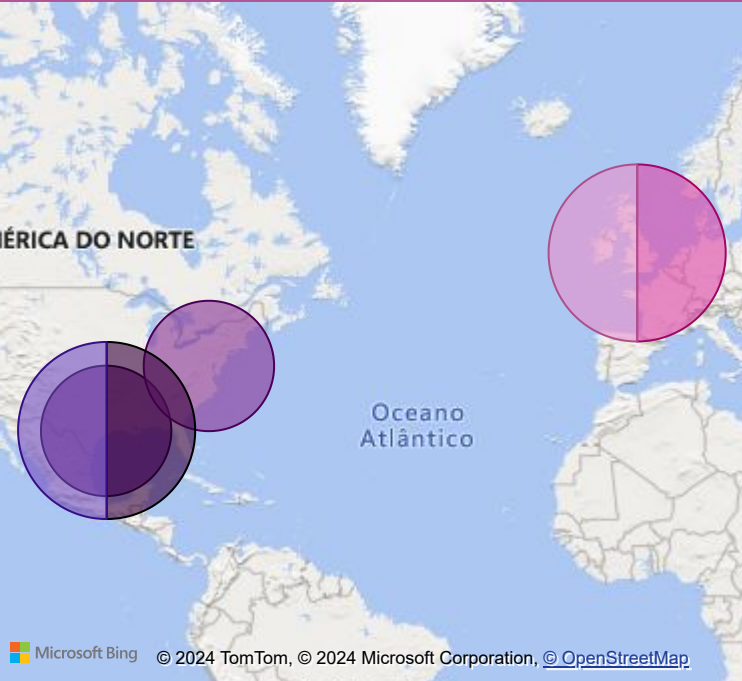 ÉRICA DO NORTE
Oceano
Atlântico
Microsoft Bing
© 2024 TomTom, © 2024 Microsoft Corporation, © OpenStreetMap